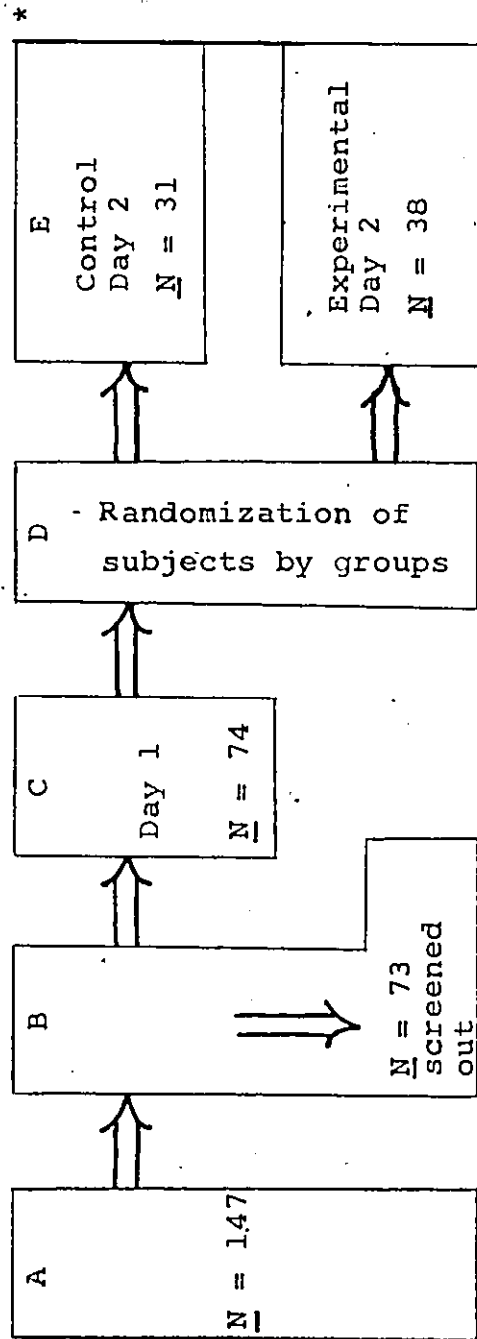 A
N = 147
B
N = 73
screened
out
C
Day 1
N = 74
D
- Randomization of
subjects by groups
E
Control
Day 2
N = 31
Experimental
Day 2
N = 38
*